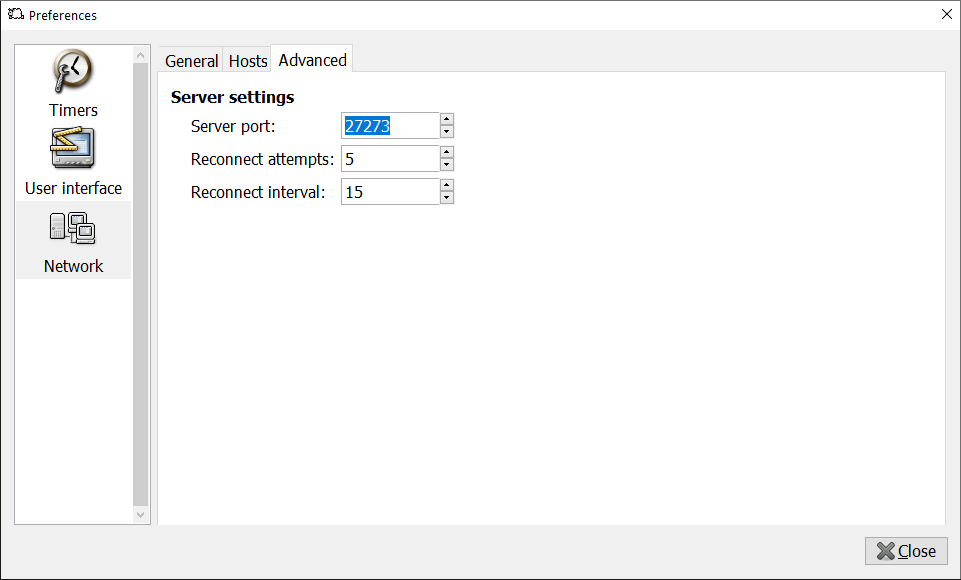 Preferences
Timers
User interface
Network
General Hosts Advanced
Server settings
Server port: 27273
Reconnect attempts: 5
Reconnect interval: 15
Close